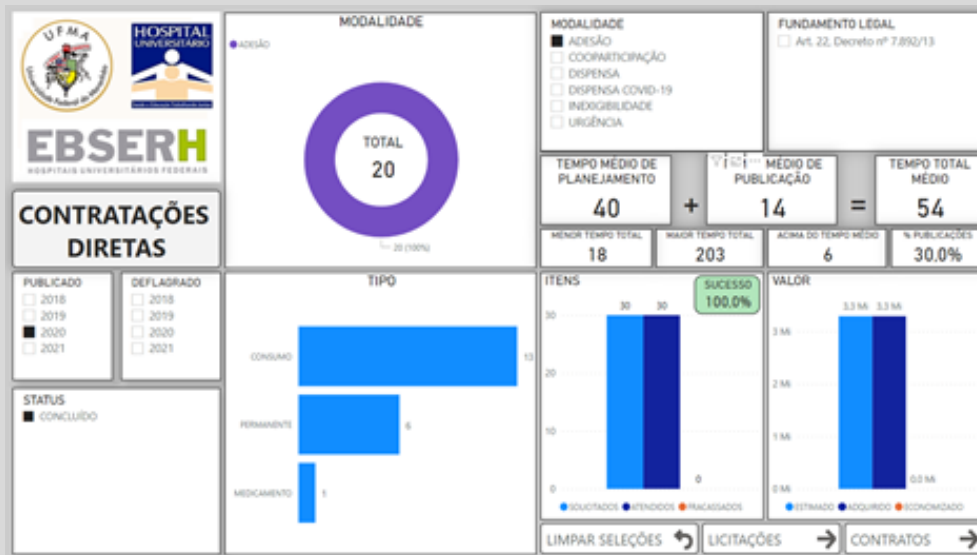 UFMA
Universidade Federal do Maranhão
HOSPITAL
UNIVERSITÁRIO
EBSERH
HOSPITAIS UNIVERSITÁRIOS FEDERAIS
CONTRATAÇÕES
DIRETAS
PUBLICADO
2018
2019
2020
2021
DEFLAGRADO
2018
2019
2020
2021
STATUS
CONCLUÍDO
MODALIDADE
ADESÃO
TOTAL
20
20 (100%)
TIPO
CONSUMO
13
PERMANENTE
6
MEDICAMENTO
1
MODALIDADE
ADESÃO
COOPARTICIPAÇÃO
DISPENSA
DISPENSA COVID-19
INEXIGIBILIDADE
URGÊNCIA
FUNDAMENTO LEGAL
Art. 22, Decreto nº 7.892/13
TEMPO MÉDIO DE
PLANEJAMENTO
40
+
MÉDIO DE
PUBLICAÇÃO
14
=
TEMPO TOTAL
MÉDIO
54
MENOR TEMPO TOTAL
18
MAIOR TEMPO TOTAL
203
ACIMA DO TEMPO MÉDIO
6
% PUBLICAÇÕES
30.0%
ITENS
SUCESSO
100,0%
30 30
30
20
10
0
0
SOLICITADOS ATENDIDOS FRACASSADOS
VALOR
3.3 Mi 3.3 Mi
3 Mi
2 Mi
1 Mi
0 Mi
0.0 Mi
ESTIMADO ADQUIRIDO ECONOMIZADO
LIMPAR SELEÇÕES
LICITAÇÕES
CONTRATOS